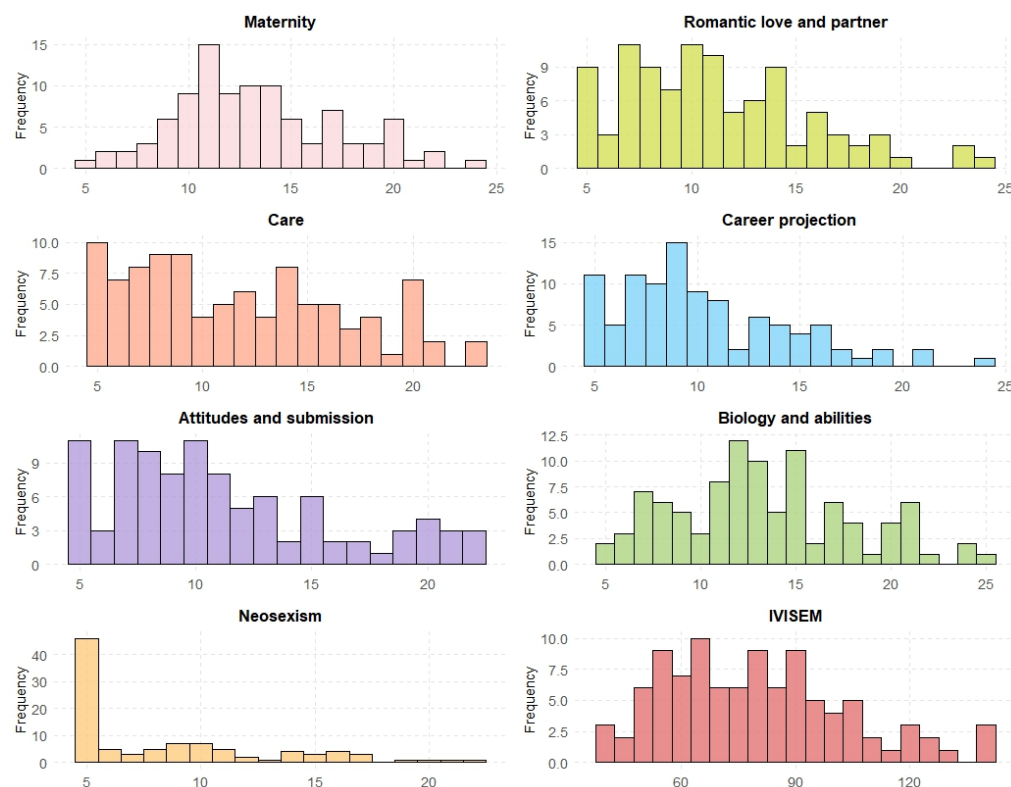 Maternity
Frequency
15
10
5
0
5 10 15 20 25
Romantic love and partner
Frequency
9
6
3
0
5 10 15 20 25
Care
Frequency
10.0
7.5
5.0
2.5
0.0
5 10 15 20
Career projection
Frequency
15
10
5
0
5 10 15 20 25
Attitudes and submission
Frequency
9
6
3
0
5 10 15 20
Biology and abilities
Frequency
12.5
10.0
7.5
5.0
2.5
0.0
5 10 15 20 25
Neosexism
Frequency
40
30
20
10
0
5 10 15 20
IVISEM
Frequency
10.0
7.5
5.0
2.5
0.0
60 90 120